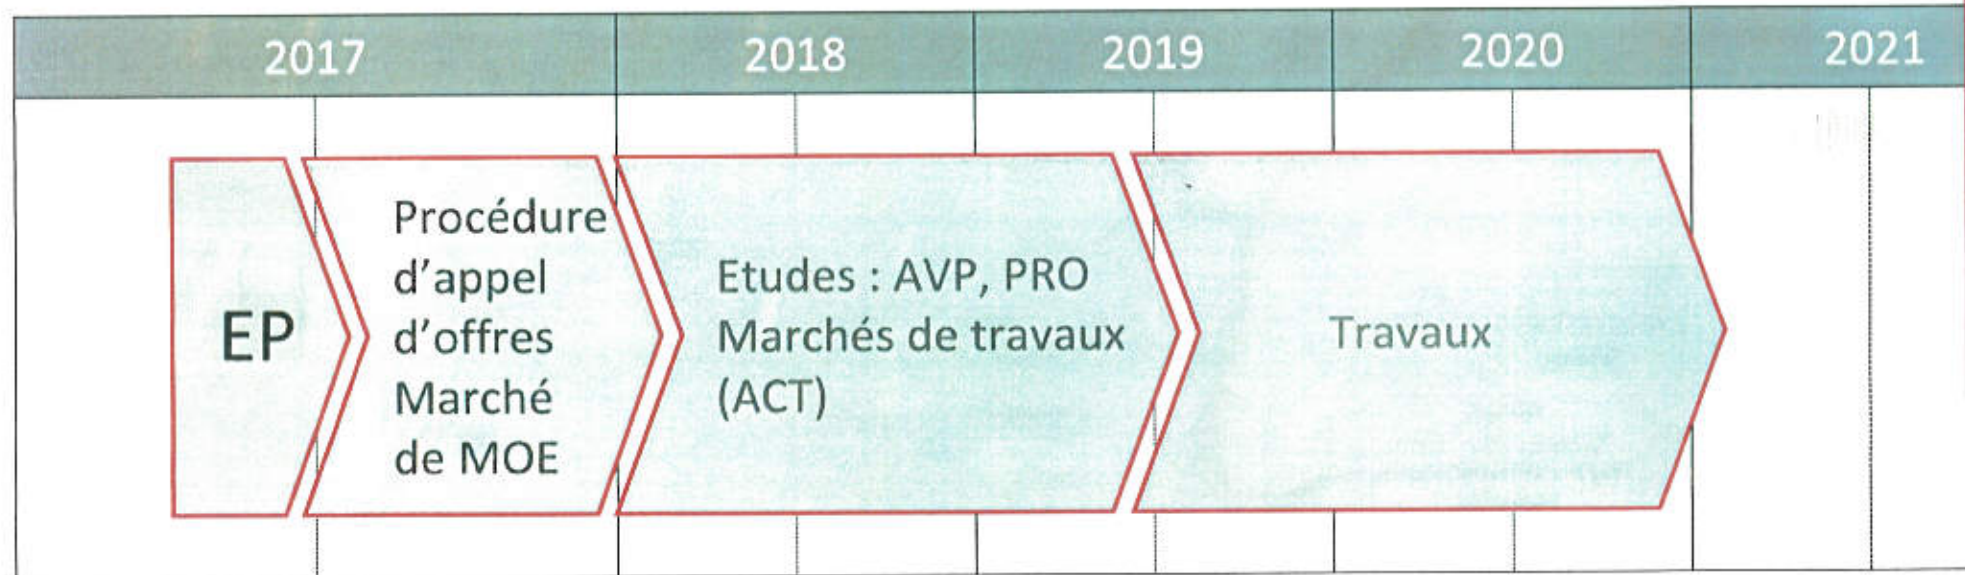 2017 2018 2019 2020 2021
EP
Procédure
d'appel
d'offres
Marché
de MOE
Etudes : AVP, PRO
Marchés de travaux
(ACT)
Travaux